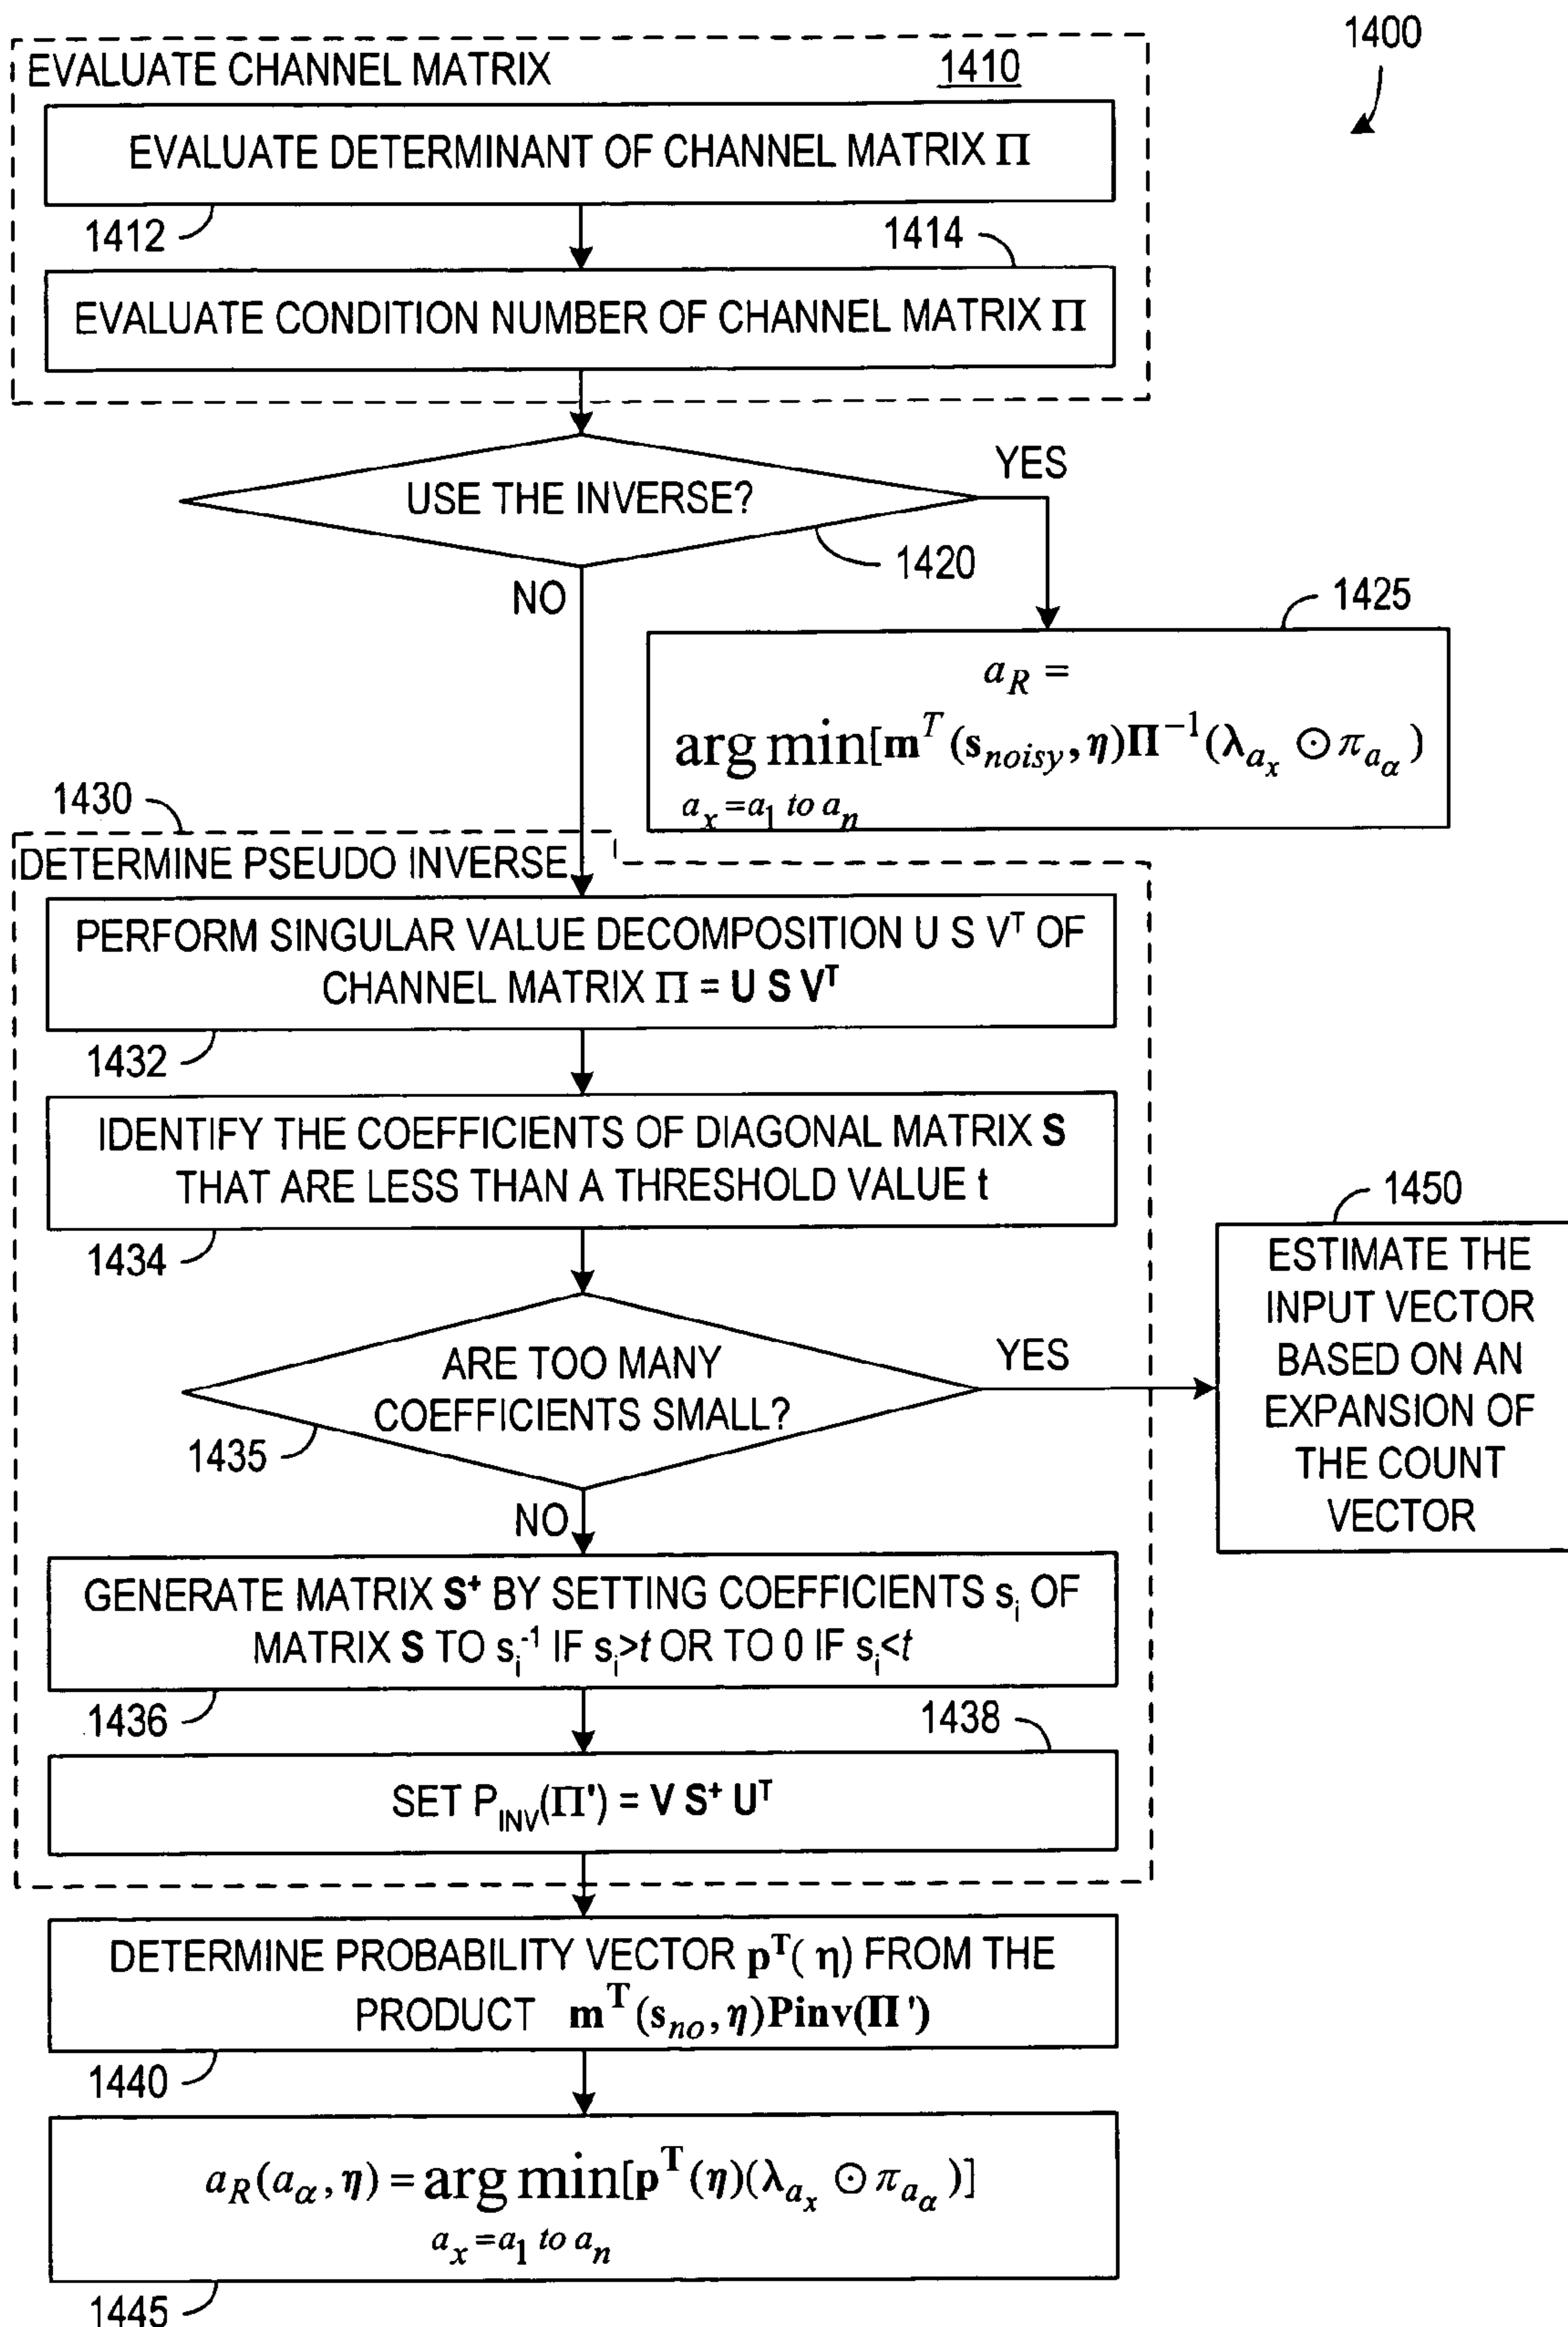 1400
EVALUATE CHANNEL MATRIX 1410
EVALUATE DETERMINANT OF CHANNEL MATRIX Π
1412
1414
EVALUATE CONDITION NUMBER OF CHANNEL MATRIX Π
YES
USE THE INVERSE?
1420
NO
1425
a_R =
arg min[m^T(s_noisy, η)Π^-1(λ_a_x ⊙ π_a_α)
a_x = a_1 to a_n
1430
DETERMINE PSEUDO INVERSE
PERFORM SINGULAR VALUE DECOMPOSITION U S V^T OF
CHANNEL MATRIX Π = U S V^T
1432
IDENTIFY THE COEFFICIENTS OF DIAGONAL MATRIX S
THAT ARE LESS THAN A THRESHOLD VALUE t
1434
ARE TOO MANY
COEFFICIENTS SMALL?
YES
1435
NO
1450
ESTIMATE THE
INPUT VECTOR
BASED ON AN
EXPANSION OF
THE COUNT
VECTOR
GENERATE MATRIX S^+ BY SETTING COEFFICIENTS s_i OF
MATRIX S TO s_i^-1 IF s_i>t OR TO 0 IF s_i<t
1436
1438
SET P_INV(Π') = V S^+ U^T
DETERMINE PROBABILITY VECTOR p^T( η) FROM THE
PRODUCT m^T(s_no, η)Pinv(Π')
1440
a_R(a_α, η) = arg min[p^T(η)(λ_a_x ⊙ π_a_α)]
a_x = a_1 to a_n
1445